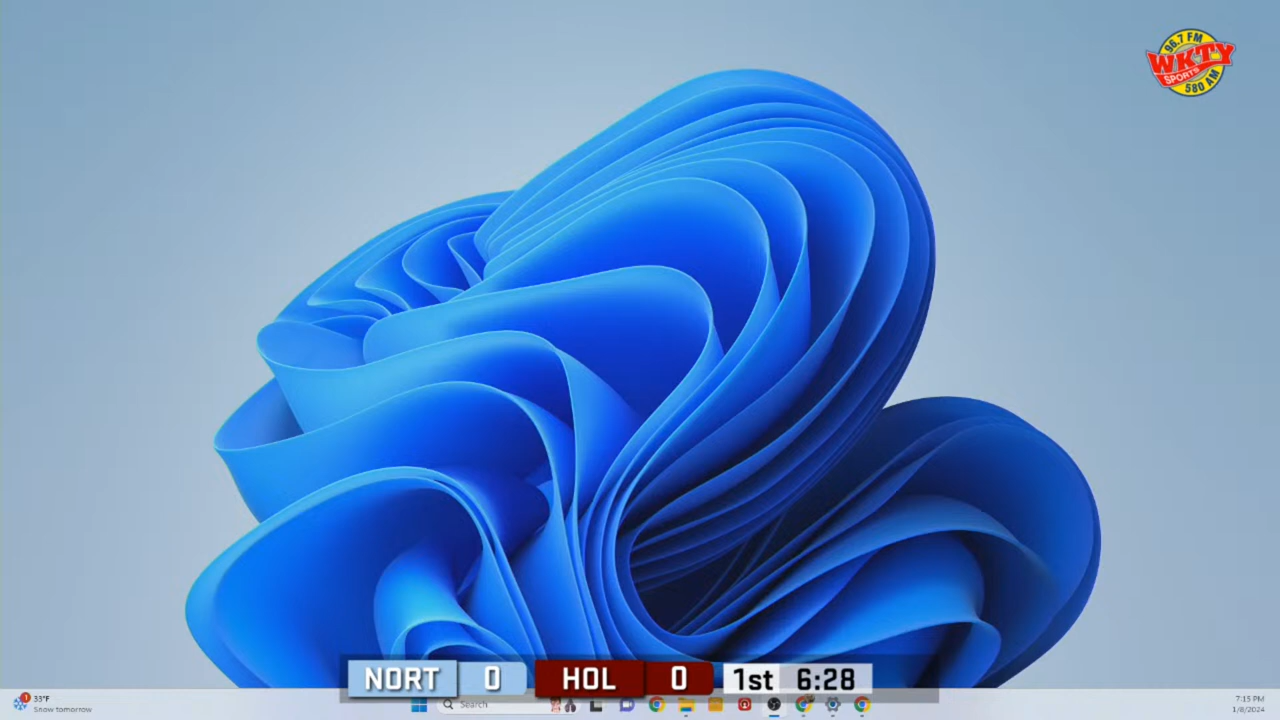 96.7 FM
WKTY
SPORTS
580 AM
NORT 0 HOL 0 1st 6:28
33°F
Snow tomorrow
Search
7:15 PM
1/8/2024